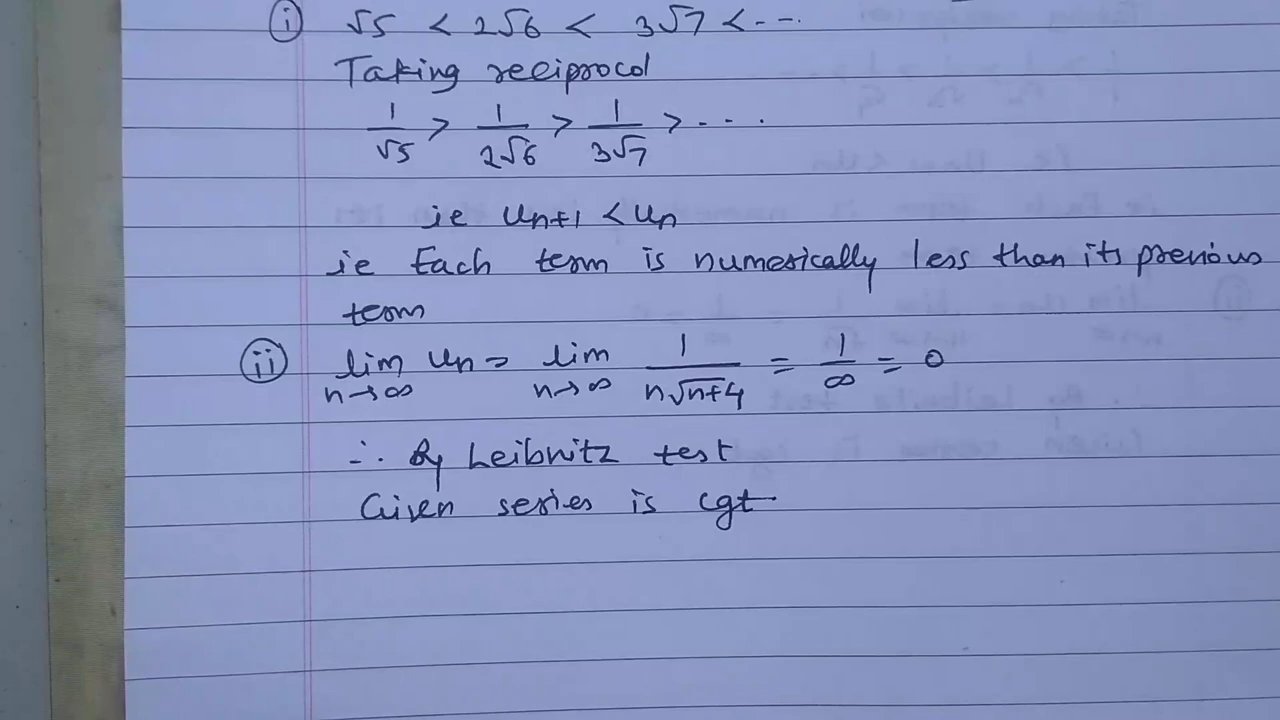 (i) √5 < 2√6 < 3√7 < ---
Taking reciprocol
1/√5 > 1/2√6 > 1/3√7 > ----
ie un+1 < un
ie Each term is numerically less than its previous
term
(ii) lim n→∞ un = lim n→∞ 1/n√n+4 = 1/∞ = 0
∴ By Leibnitz test
Given series is cgt